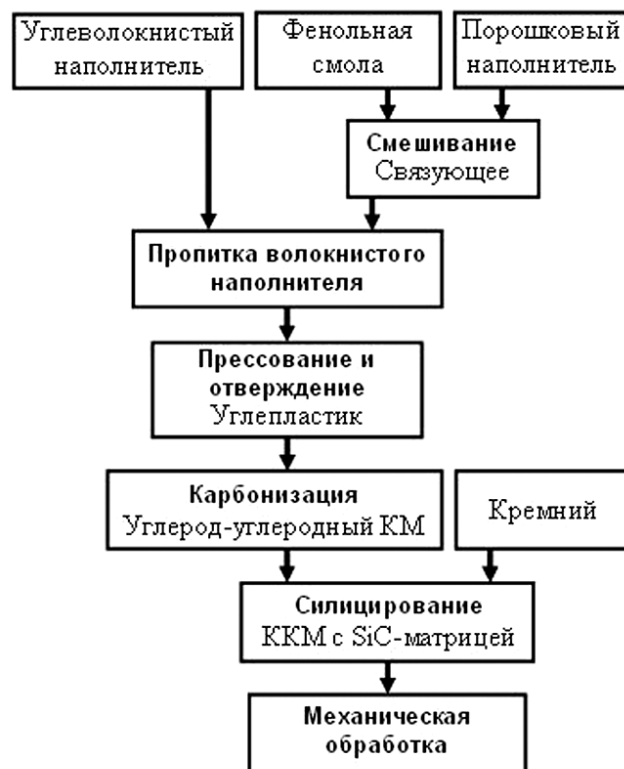 Углеволокнистый
наполнитель
Фенольная
смола
Порошковый
наполнитель
Смешивание
Связующее
Пропитка волокнистого
наполнителя
Прессование и
отверждение
Углепластик
Карбонизация
Углерод-углеродный КМ
Кремний
Силицирование
ККМ с SiC-матрицей
Механическая
обработка